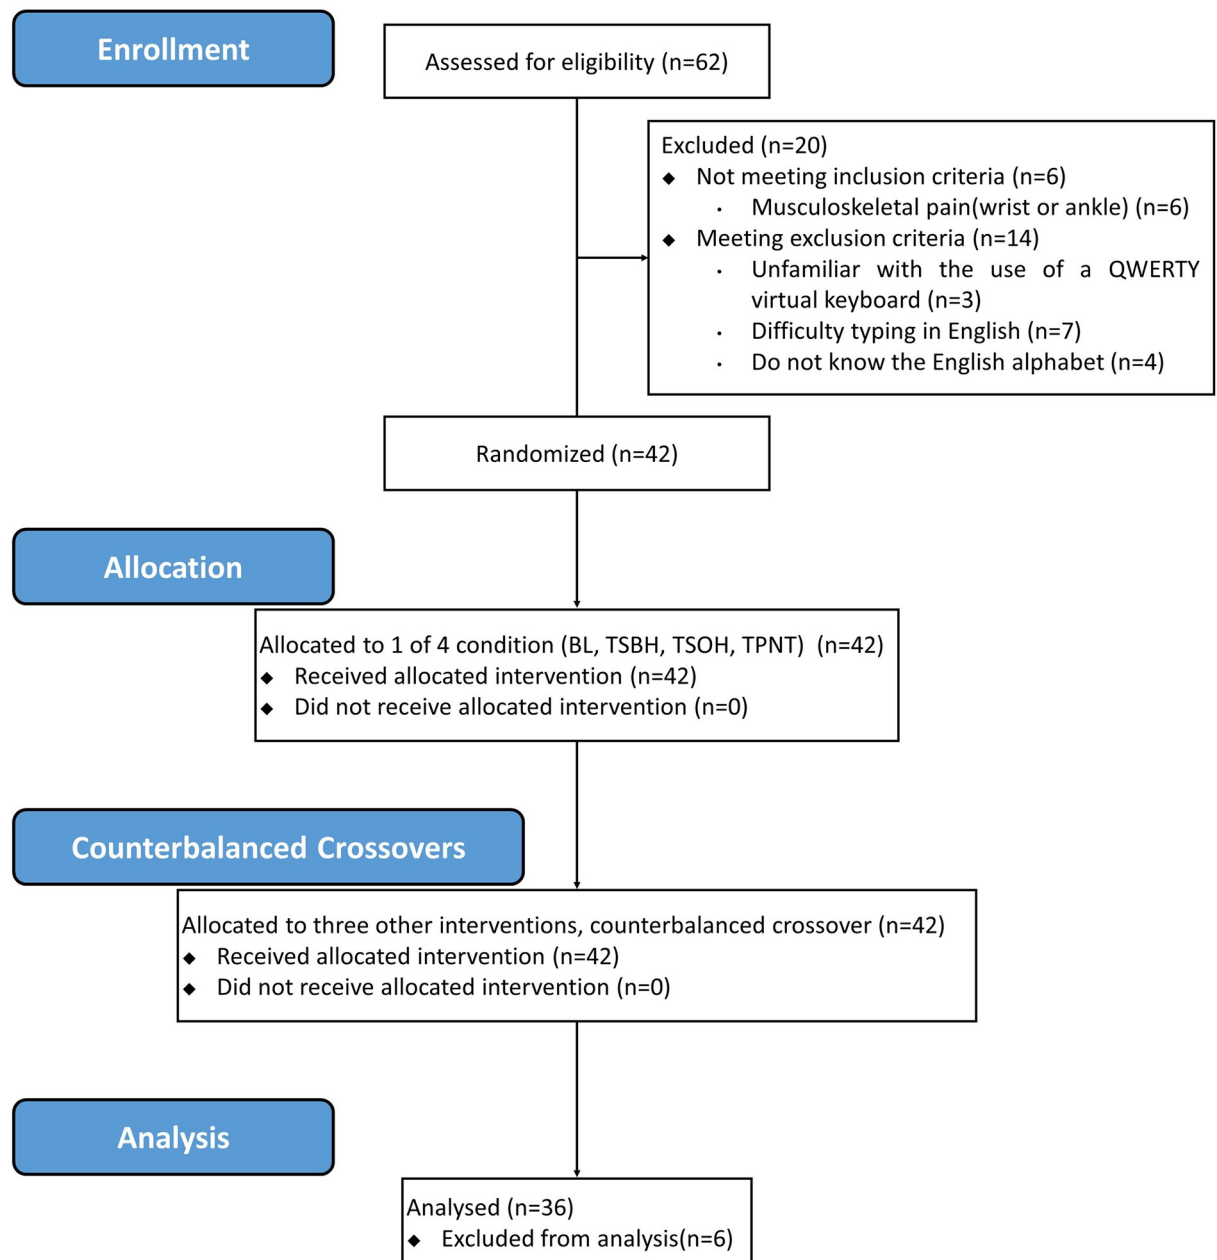 Enrollment
Assessed for eligibility (n=62)
Excluded (n=20)
◆ Not meeting inclusion criteria (n=6)
• Musculoskeletal pain(wrist or ankle) (n=6)
◆ Meeting exclusion criteria (n=14)
• Unfamiliar with the use of a QWERTY
virtual keyboard (n=3)
• Difficulty typing in English (n=7)
• Do not know the English alphabet (n=4)
Randomized (n=42)
Allocation
Allocated to 1 of 4 condition (BL, TSBH, TSOH, TPNT) (n=42)
◆ Received allocated intervention (n=42)
◆ Did not receive allocated intervention (n=0)
Counterbalanced Crossovers
Allocated to three other interventions, counterbalanced crossover (n=42)
◆ Received allocated intervention (n=42)
◆ Did not receive allocated intervention (n=0)
Analysis
Analysed (n=36)
◆ Excluded from analysis(n=6)